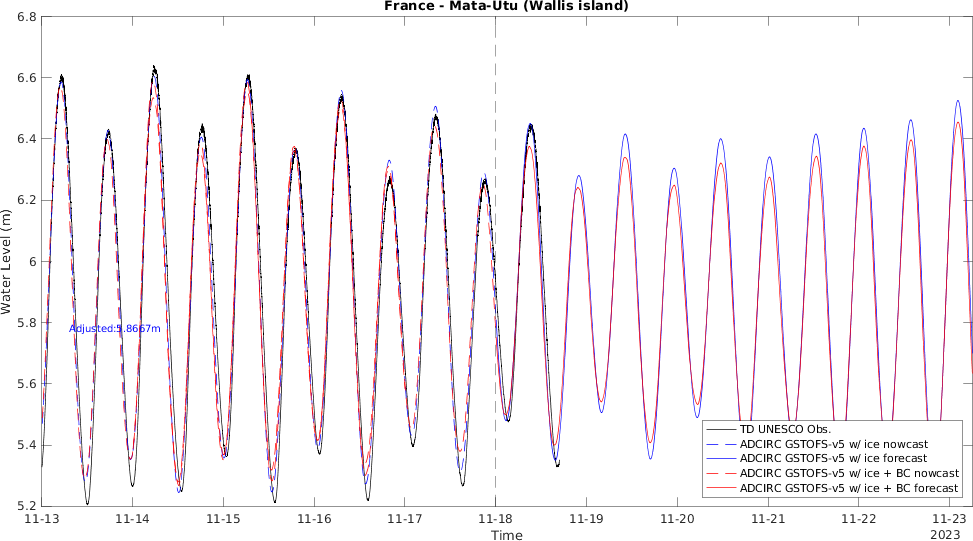 France - Mata-Utu (Wallis island)
6.8
6.6
6.4
6.2
6
5.8
5.6
5.4
5.2
Water Level (m)
Adjusted:5.8667m
TD UNESCO Obs.
ADCIRC GSTOFS-v5 w/ ice nowcast
ADCIRC GSTOFS-v5 w/ ice forecast
ADCIRC GSTOFS-v5 w/ ice + BC nowcast
ADCIRC GSTOFS-v5 w/ ice + BC forecast
11-13 11-14 11-15 11-16 11-17 11-18 11-19 11-20 11-21 11-22 11-23
Time
2023